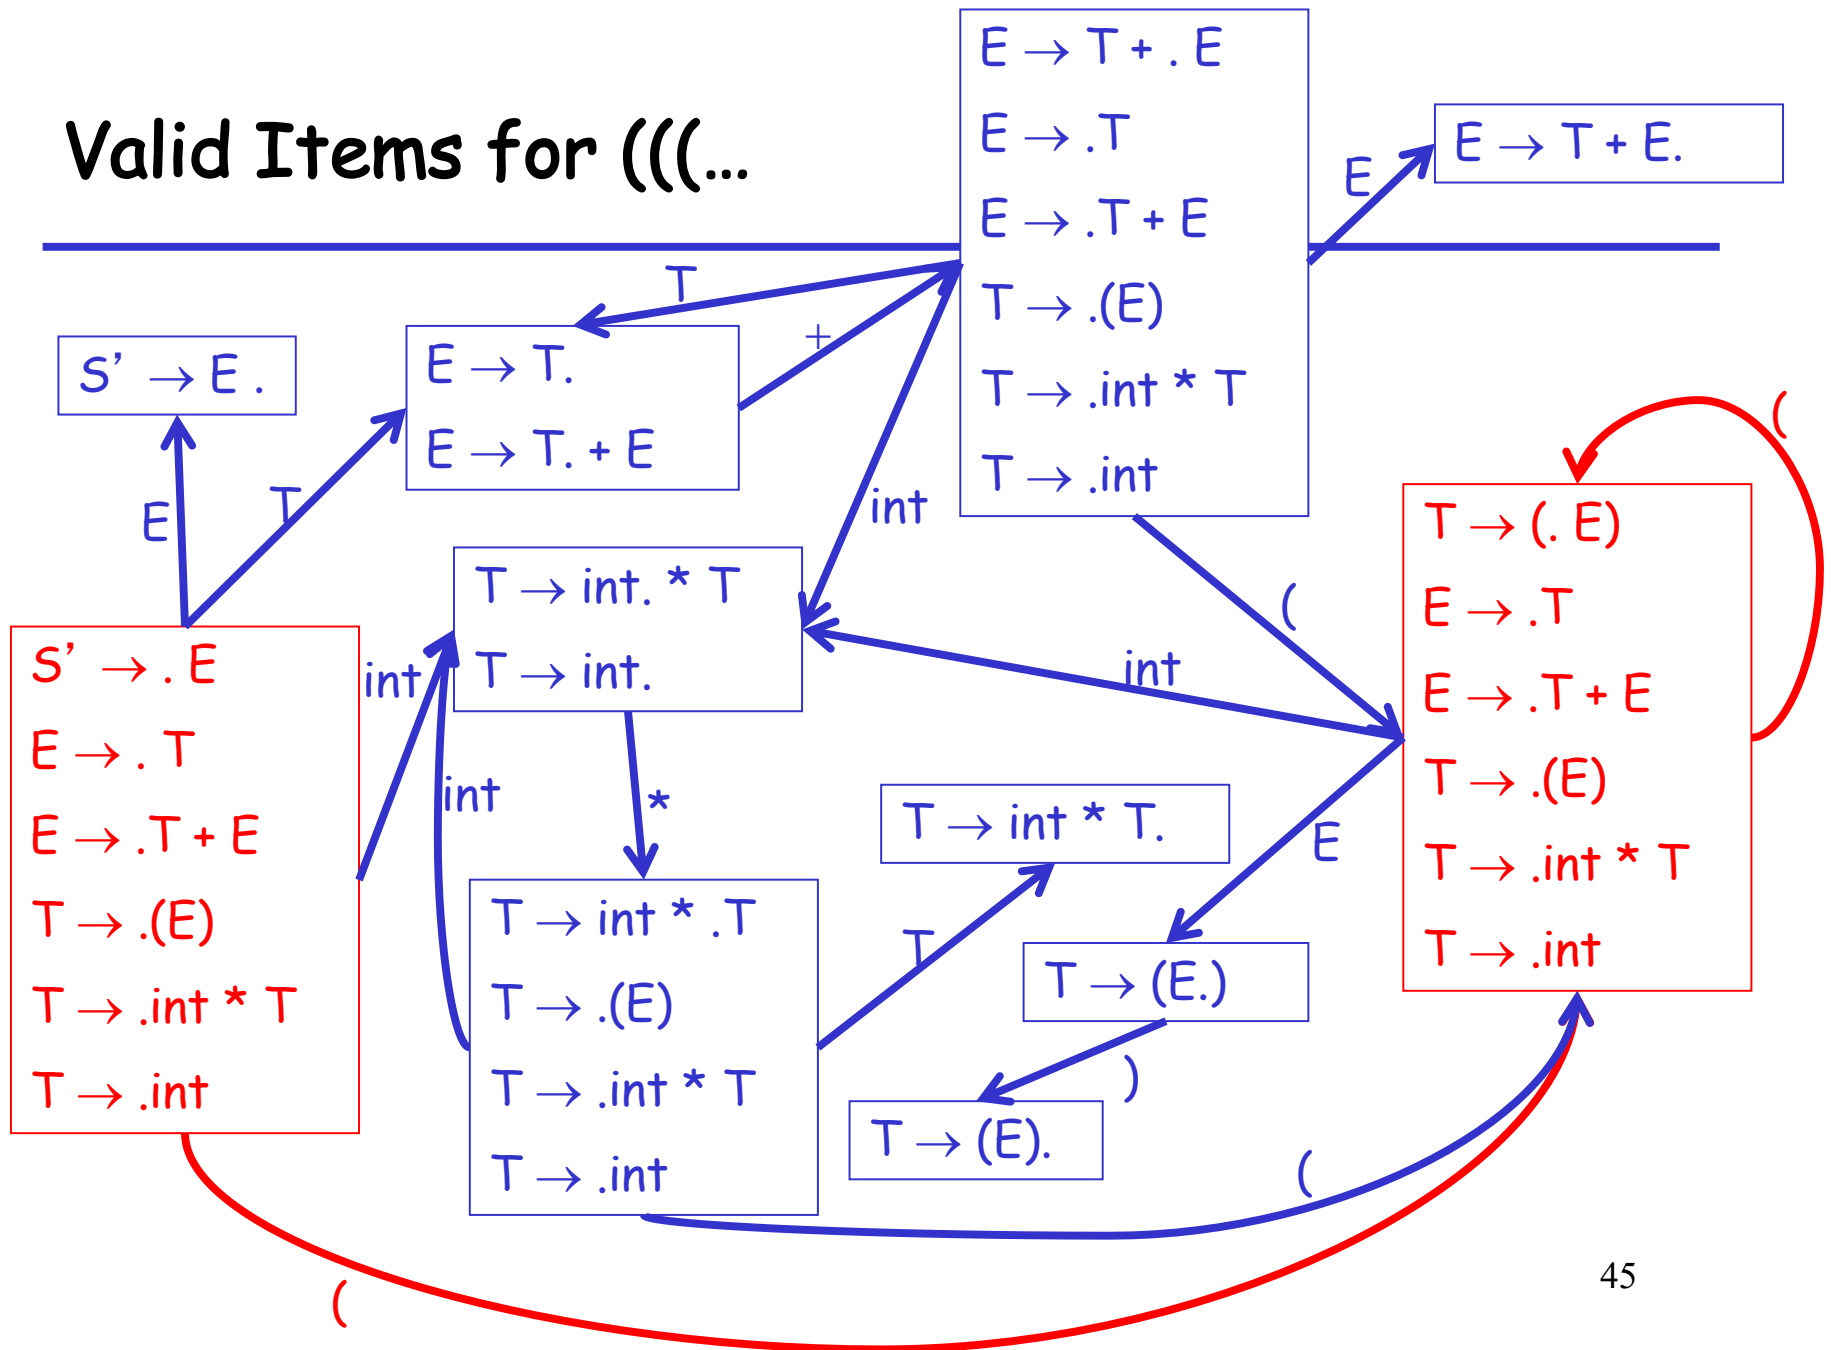 Valid Items for (((…
E → T + . E
E → .T
E → .T + E
T → .(E)
T → .int * T
T → .int
E
E → T + E.
T
+
S’ → E .
E → T.
E → T. + E
E
T
int
(
T → int. * T
T → int.
int
int
(
int
S’ → . E
E → . T
E → .T + E
T → .(E)
T → .int * T
T → .int
T → (. E)
E → .T
E → .T + E
T → .(E)
T → .int * T
T → .int
*
T → int * T.
E
T → int * .T
T → .(E)
T → .int * T
T → .int
T
T → (E.)
)
T → (E).
(
(
45